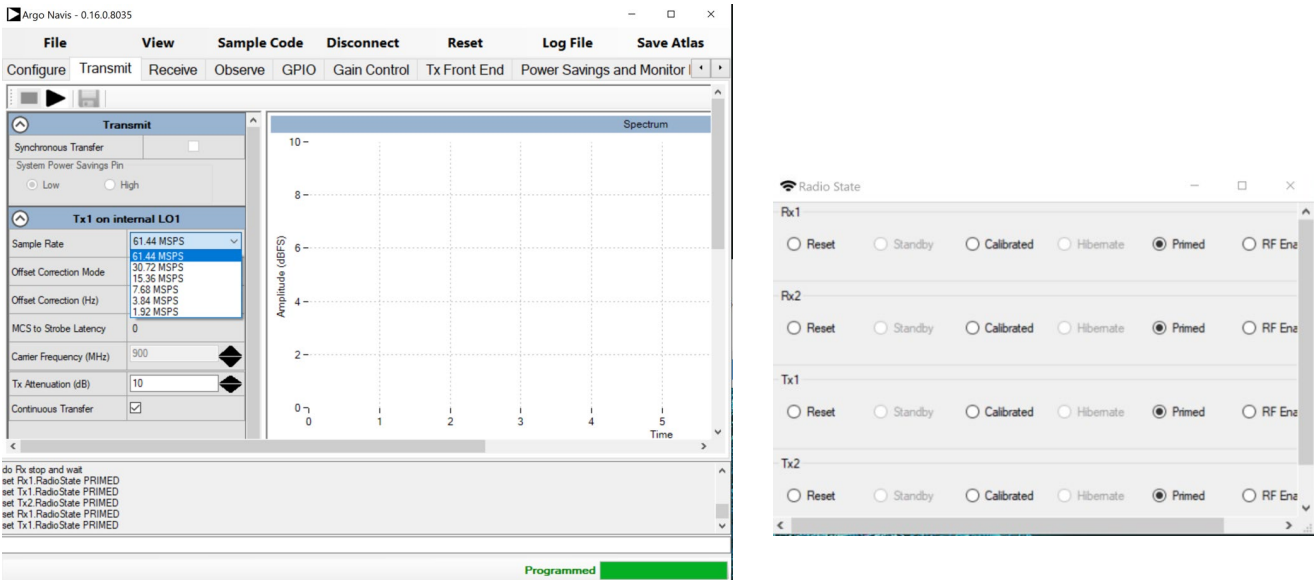 Argo Navis - 0.16.0.8035
File View Sample Code Disconnect Reset Log File Save Atlas
Configure Transmit Receive Observe GPIO Gain Control Tx Front End Power Savings and Monitor
Transmit
Synchronous Transfer
System Power Savings Pin
Low High
Tx1 on internal LO1
Sample Rate 61.44 MSPS
61.44 MSPS
30.72 MSPS
15.36 MSPS
7.68 MSPS
3.84 MSPS
1.92 MSPS
Offset Correction Mode
Offset Correction (Hz)
MCS to Strobe Latency 0
Carrier Frequency (MHz) 900
Tx Attenuation (dB) 10
Continuous Transfer
Spectrum
Amplitude (dBFS)
10
8
6
4
2
0
0 1 2 3 4 5
Time
do Rx stop and wait
set Rx1.RadioState PRIMED
set Tx1.RadioState PRIMED
set Tx2.RadioState PRIMED
set Rx1.RadioState PRIMED
set Tx1.RadioState PRIMED
Programmed
Radio State
Rx1
Reset Standby Calibrated Hibernate Primed RF Ena
Rx2
Reset Standby Calibrated Hibernate Primed RF Ena
Tx1
Reset Standby Calibrated Hibernate Primed RF Ena
Tx2
Reset Standby Calibrated Hibernate Primed RF Ena